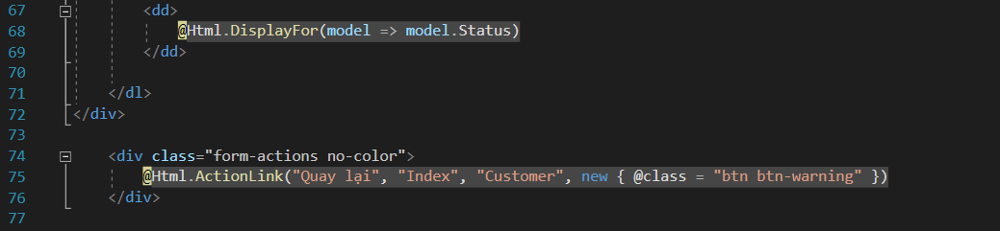 67 <dd>
68 @Html.DisplayFor(model => model.Status)
69 </dd>
70
71 </dl>
72 </div>
73
74 <div class="form-actions no-color">
75 @Html.ActionLink("Quay lại", "Index", "Customer", new { @class = "btn btn-warning" })
76 </div>
77